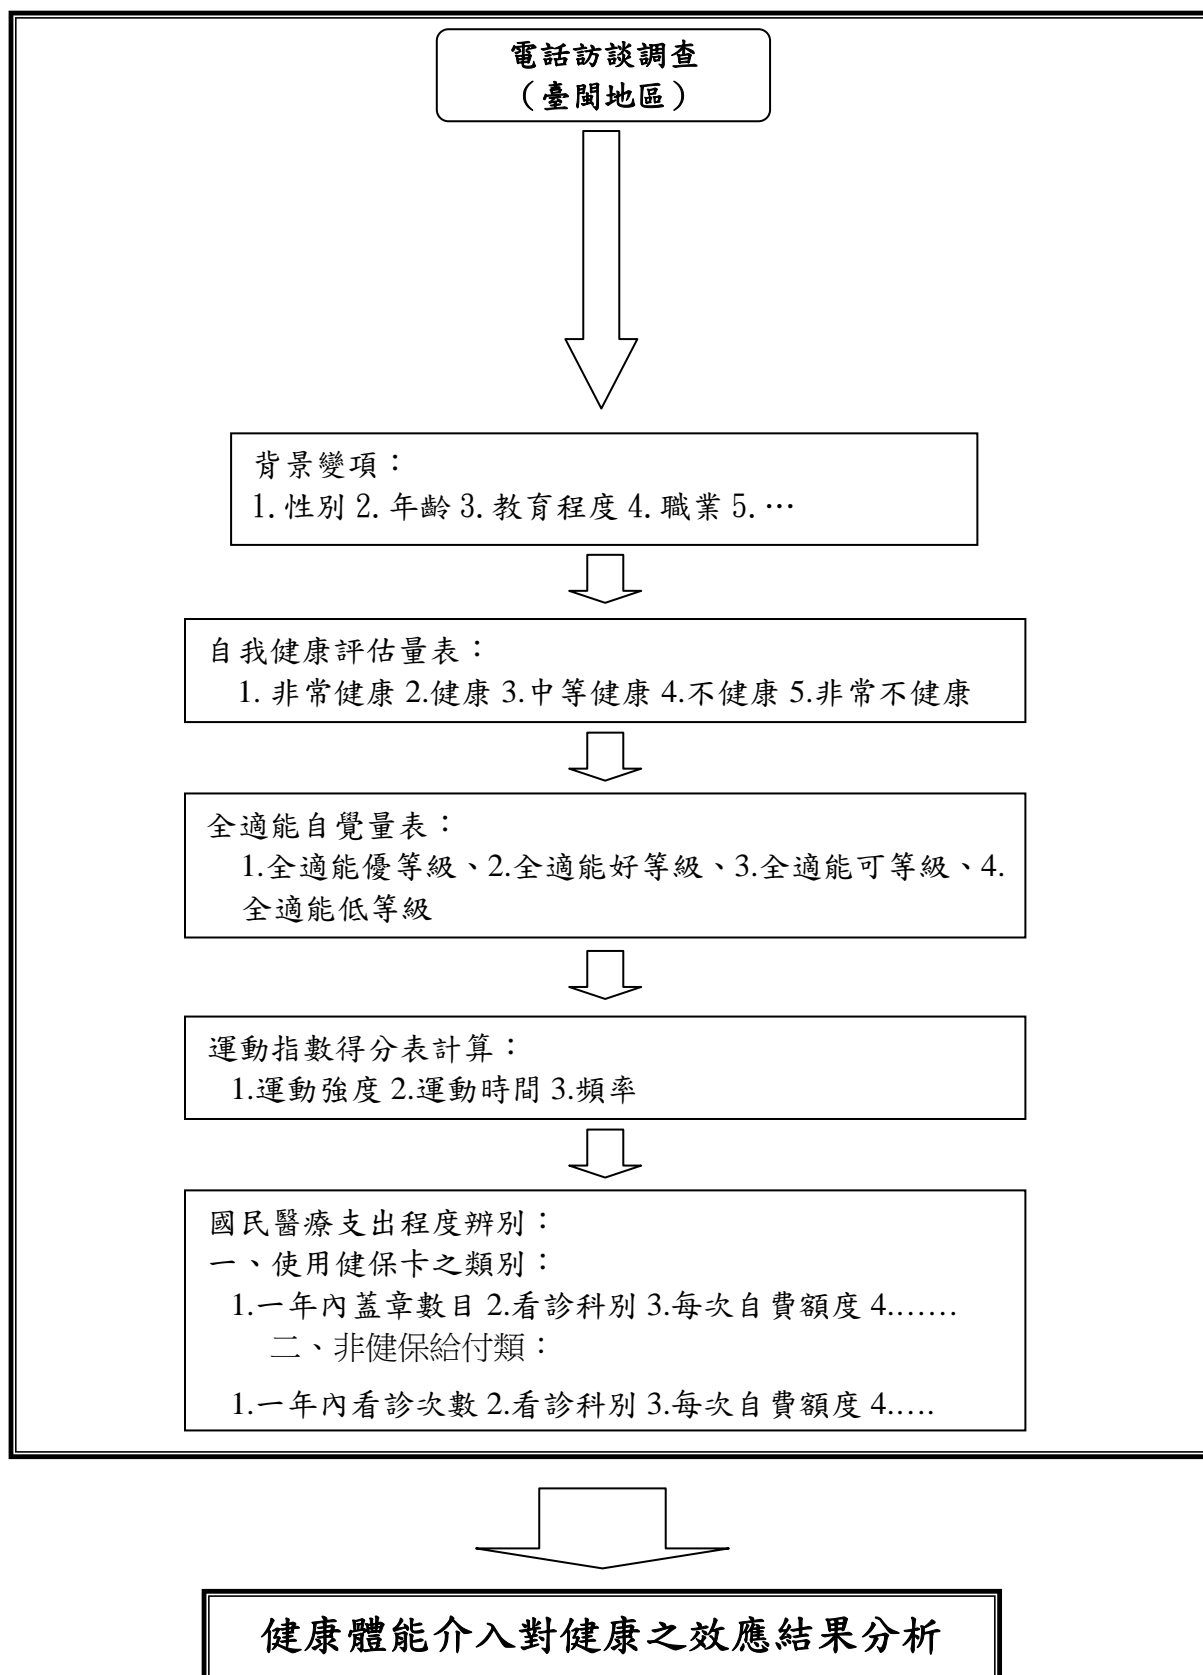 電話訪談調查
（臺閩地區）
背景變項：
1.性別 2.年齡 3.教育程度 4.職業 5.…
自我健康評估量表：
1. 非常健康 2.健康 3.中等健康 4.不健康 5.非常不健康
全適能自覺量表：
1.全適能優等級、2.全適能好等級、3.全適能可等級、4.
全適能低等級
運動指數得分表計算：
1.運動強度 2.運動時間 3.頻率
國民醫療支出程度辨別：
一、使用健保卡之類別：
1.一年內蓋章數目 2.看診科別 3.每次自費額度 4.……
二、非健保給付類：
1.一年內看診次數 2.看診科別 3.每次自費額度 4.….
健康體能介入對健康之效應結果分析